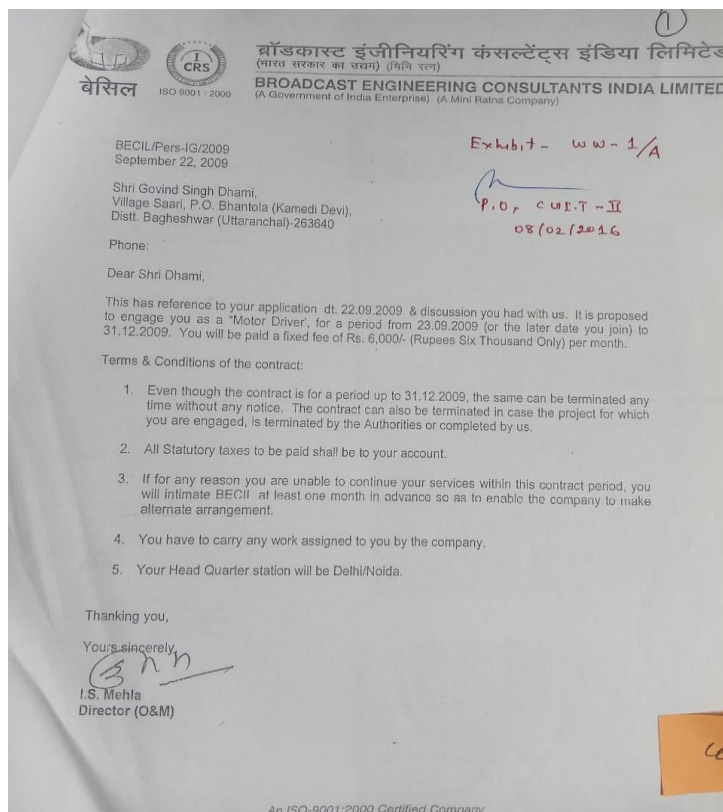 1
ब्रॉडकास्ट इंजीनियरिंग कंसल्टेंट्स इंडिया लिमिटेड
(भारत सरकार का उद्यम) (मिनि रत्न)
बेसिल
CRS
ISO 9001 : 2000
BROADCAST ENGINEERING CONSULTANTS INDIA LIMITED
(A Government of India Enterprise) (A Mini Ratna Company)
BECIL/Pers-IG/2009
September 22, 2009
Exhibit - WW-1/A
P.O, CGIT-II
08/02/2016
Shri Govind Singh Dhami,
Village Saari, P.O. Bhantola (Kamedi Devi),
Distt. Bagheshwar (Uttaranchal)-263640
Phone:
Dear Shri Dhami,
This has reference to your application dt. 22.09.2009 & discussion you had with us. It is proposed
to engage you as a "Motor Driver', for a period from 23.09.2009 (or the later date you join) to
31.12.2009. You will be paid a fixed fee of Rs. 6,000/- (Rupees Six Thousand Only) per month.
Terms & Conditions of the contract:
1. Even though the contract is for a period up to 31.12.2009, the same can be terminated any
time without any notice. The contract can also be terminated in case the project for which
you are engaged, is terminated by the Authorities or completed by us.
2. All Statutory taxes to be paid shall be to your account.
3. If for any reason you are unable to continue your services within this contract period, you
will intimate BECIL at least one month in advance so as to enable the company to make
alternate arrangement.
4. You have to carry any work assigned to you by the company.
5. Your Head Quarter station will be Delhi/Noida.
Thanking you,
Yours sincerely,
I.S. Mehla
Director (O&M)
An ISO-9001:2000 Certified Company